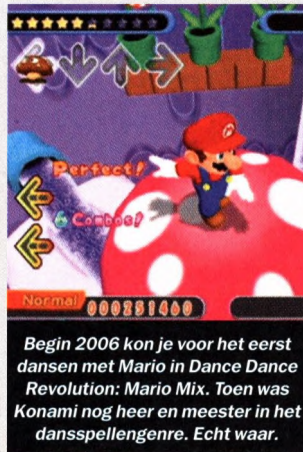 Perfect!
6 Combos!
Normal 000251460
Begin 2006 kon je voor het eerst
dansen met Mario in Dance Dance
Revolution: Mario Mix. Toen was
Konami nog heer en meester in het
dansspellengenre. Echt waar.